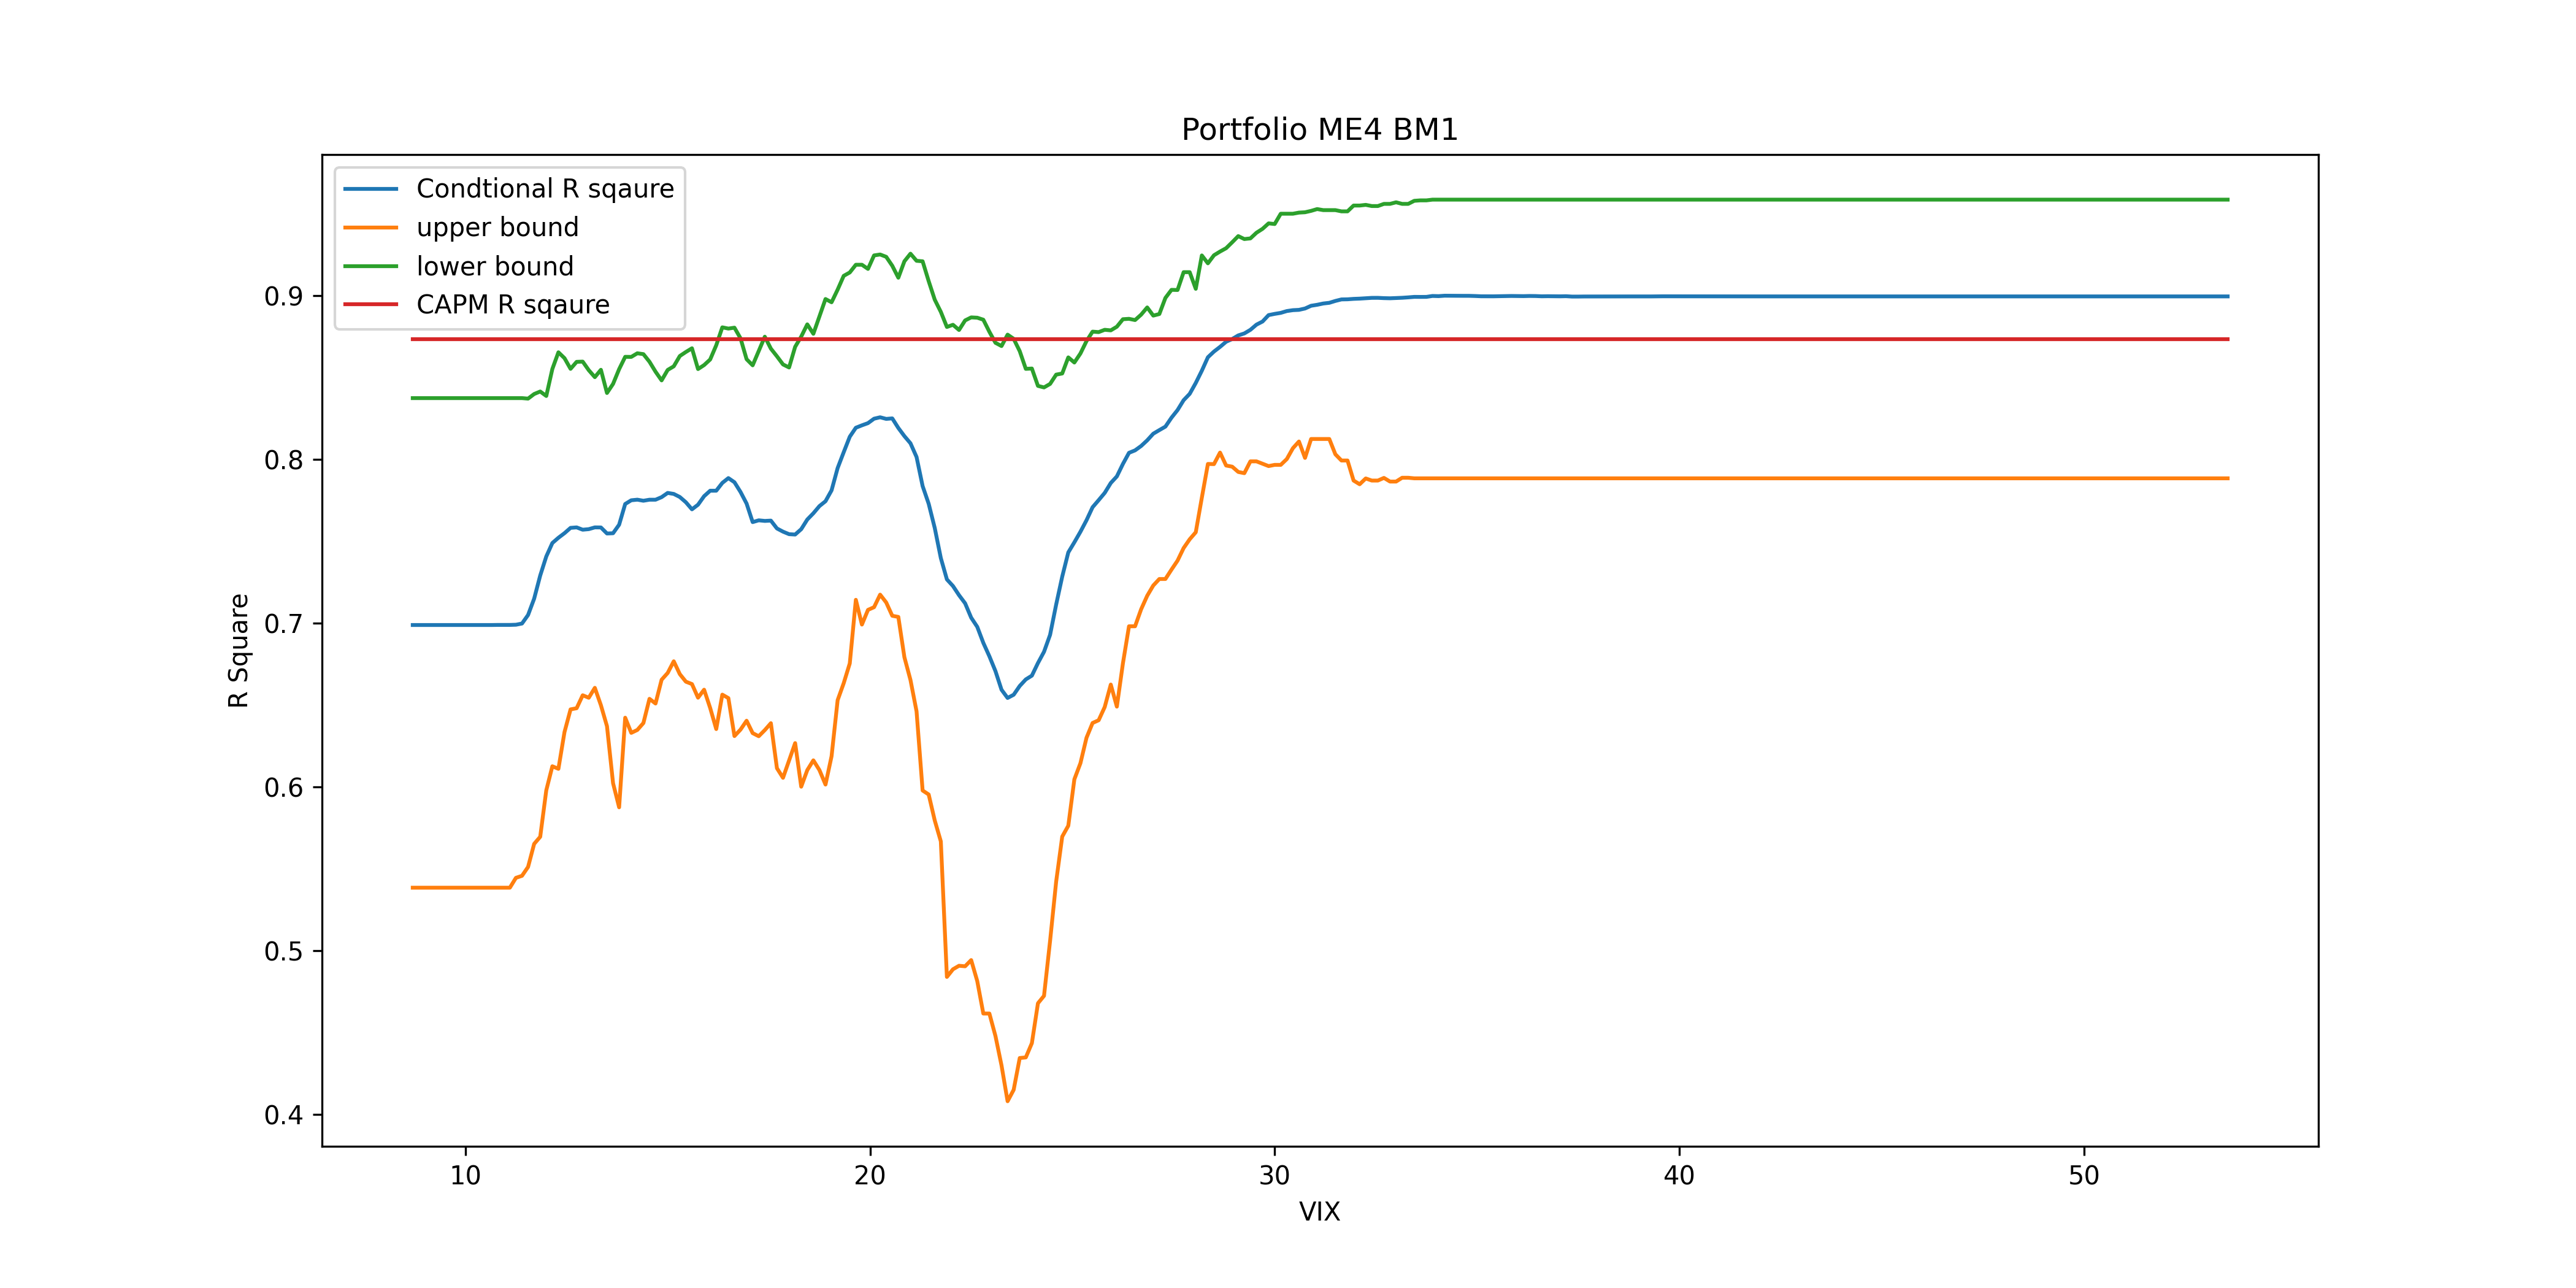 Portfolio ME4 BM1
Condtional R sqaure
upper bound
lower bound
CAPM R sqaure
R Square
0.9
0.8
0.7
0.6
0.5
0.4
10 20 30 40 50
VIX